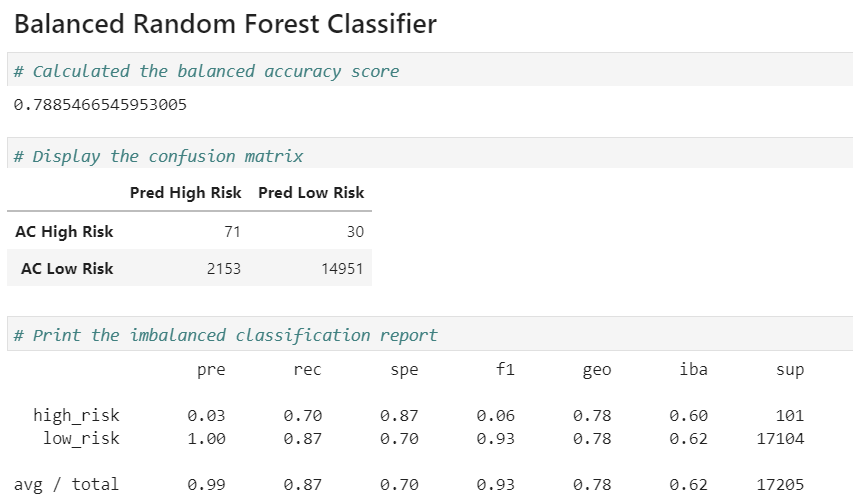 Balanced Random Forest Classifier
# Calculated the balanced accuracy score
0.7885466545953005
# Display the confusion matrix
Pred High Risk Pred Low Risk
AC High Risk 71 30
AC Low Risk 2153 14951
# Print the imbalanced classification report
pre rec spe f1 geo iba sup
high_risk 0.03 0.70 0.87 0.06 0.78 0.60 101
low_risk 1.00 0.87 0.70 0.93 0.78 0.62 17104
avg / total 0.99 0.87 0.70 0.93 0.78 0.62 17205